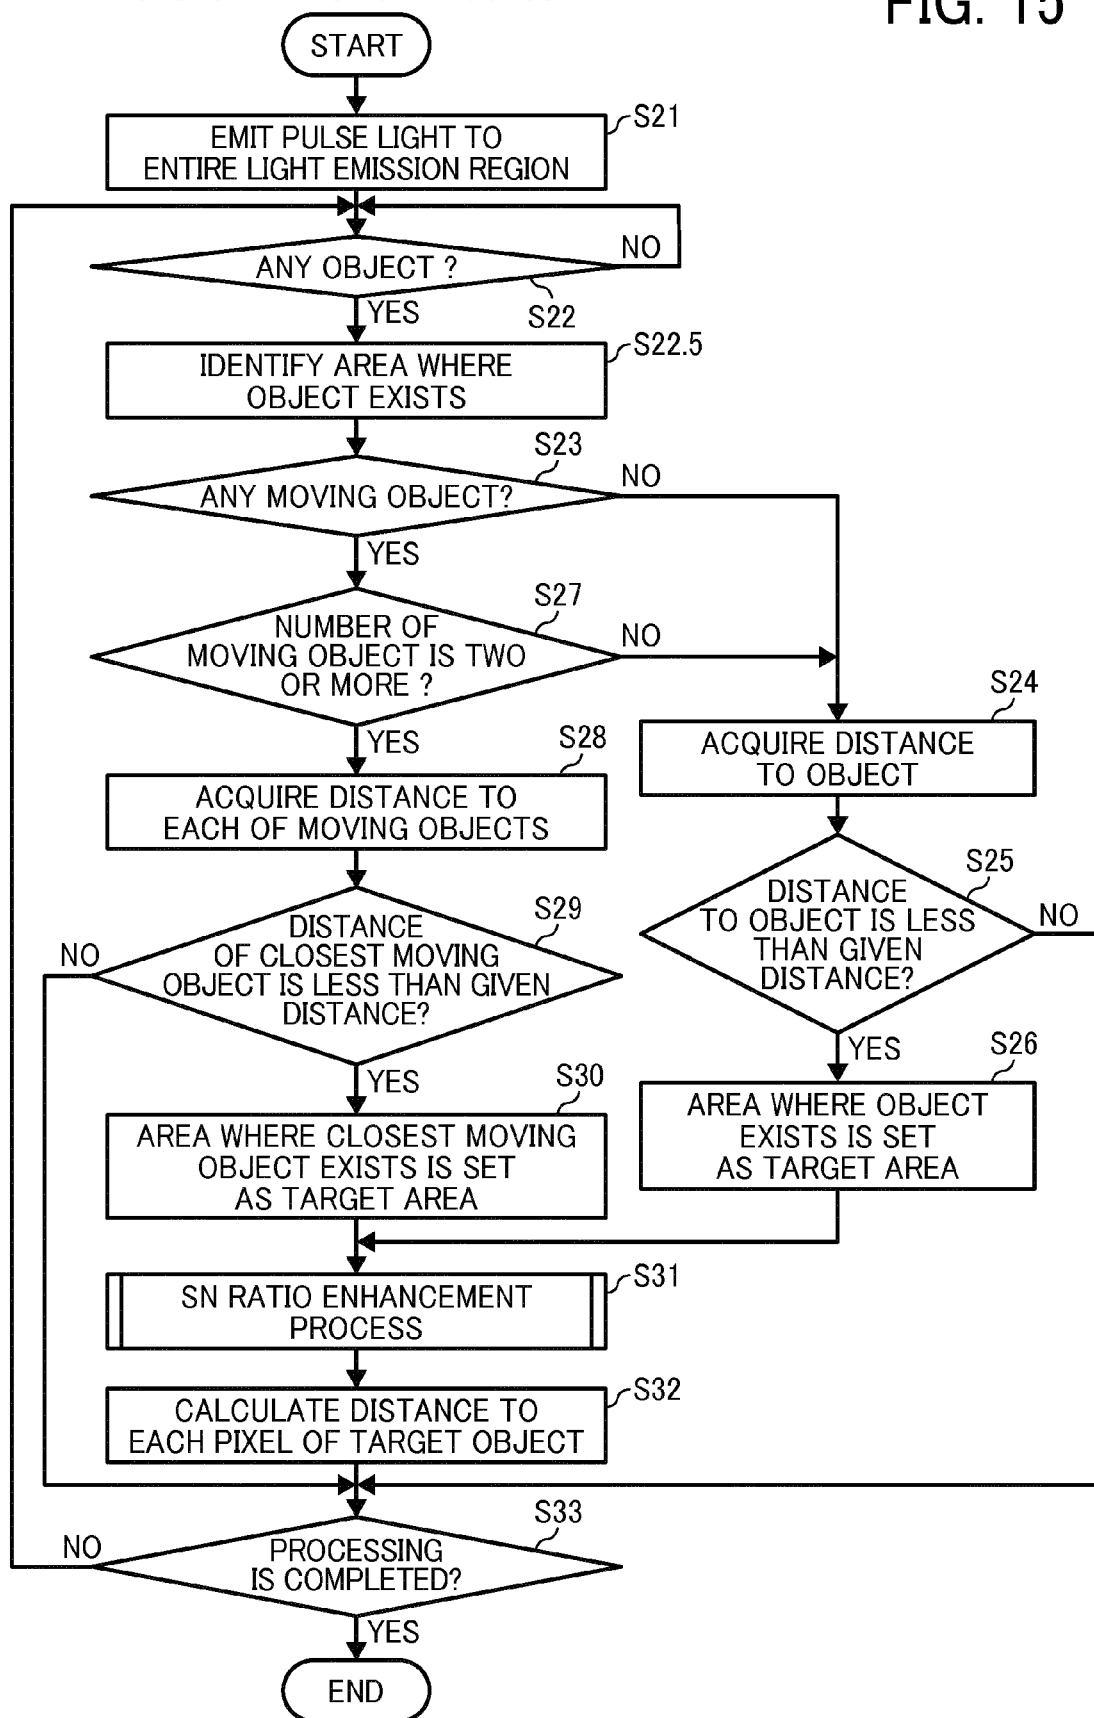 FIG. 15
START
S21
EMIT PULSE LIGHT TO
ENTIRE LIGHT EMISSION REGION
ANY OBJECT ?
NO
S22
YES
S22.5
IDENTIFY AREA WHERE
OBJECT EXISTS
S23
ANY MOVING OBJECT?
NO
YES
S27
NUMBER OF
MOVING OBJECT IS TWO
OR MORE ?
NO
YES
S28
ACQUIRE DISTANCE TO
EACH OF MOVING OBJECTS
S24
ACQUIRE DISTANCE
TO OBJECT
S29
DISTANCE
OF CLOSEST MOVING
OBJECT IS LESS THAN GIVEN
DISTANCE?
NO
YES
S25
DISTANCE
TO OBJECT IS LESS
THAN GIVEN
DISTANCE?
NO
YES
S30
AREA WHERE CLOSEST MOVING
OBJECT EXISTS IS SET
AS TARGET AREA
S26
AREA WHERE OBJECT
EXISTS IS SET
AS TARGET AREA
S31
SN RATIO ENHANCEMENT
PROCESS
S32
CALCULATE DISTANCE TO
EACH PIXEL OF TARGET OBJECT
S33
NO
PROCESSING
IS COMPLETED?
YES
END